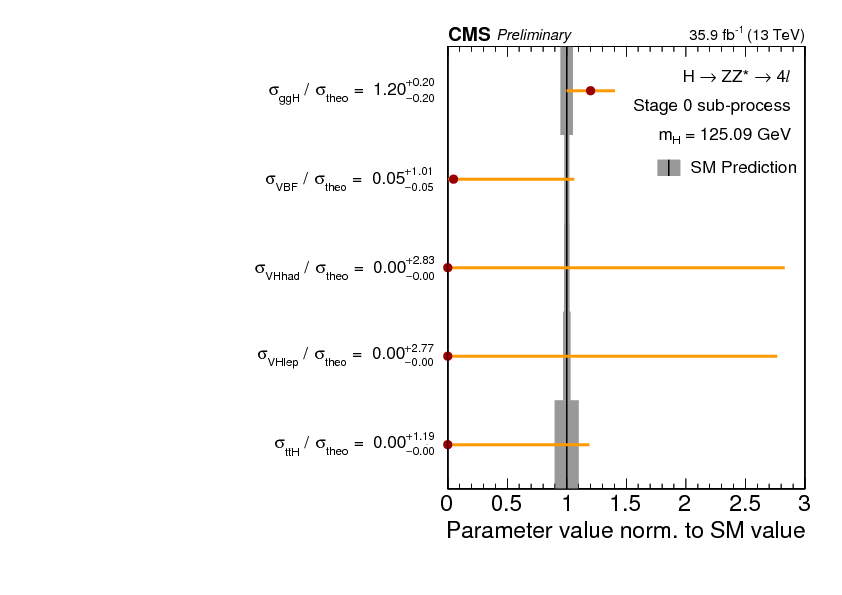 CMS Preliminary 35.9 fb-1 (13 TeV)
σggH / σtheo = 1.20+0.20−0.20
H → ZZ* → 4l
Stage 0 sub-process
mH = 125.09 GeV
SM Prediction
σVBF / σtheo = 0.05+1.01−0.05
σVHhad / σtheo = 0.00+2.83−0.00
σVHlep / σtheo = 0.00+2.77−0.00
σttH / σtheo = 0.00+1.19−0.00
0 0.5 1 1.5 2 2.5 3
Parameter value norm. to SM value